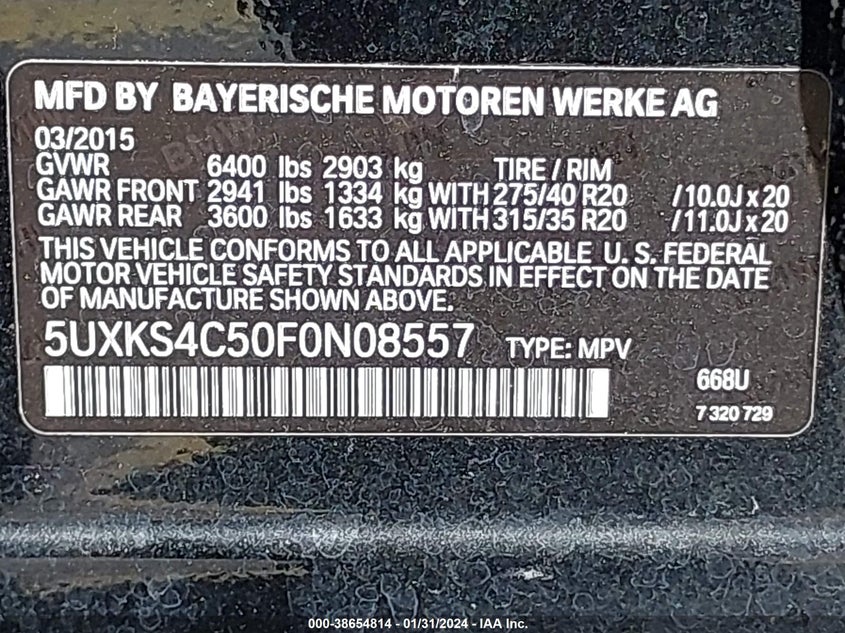 MFD BY BAYERISCHE MOTOREN WERKE AG
03/2015
GVWR 6400 lbs 2903 kg TIRE / RIM
GAWR FRONT 2941 lbs 1334 kg WITH 275/40 R20 /10.0J x 20
GAWR REAR 3600 lbs 1633 kg WITH 315/35 R20 /11.0J x 20
THIS VEHICLE CONFORMS TO ALL APPLICABLE U. S. FEDERAL
MOTOR VEHICLE SAFETY STANDARDS IN EFFECT ON THE DATE
OF MANUFACTURE SHOWN ABOVE.
5UXKS4C50F0N08557 TYPE: MPV
668U
7 320 729
000-38654814 - 01/31/2024 - IAA Inc.